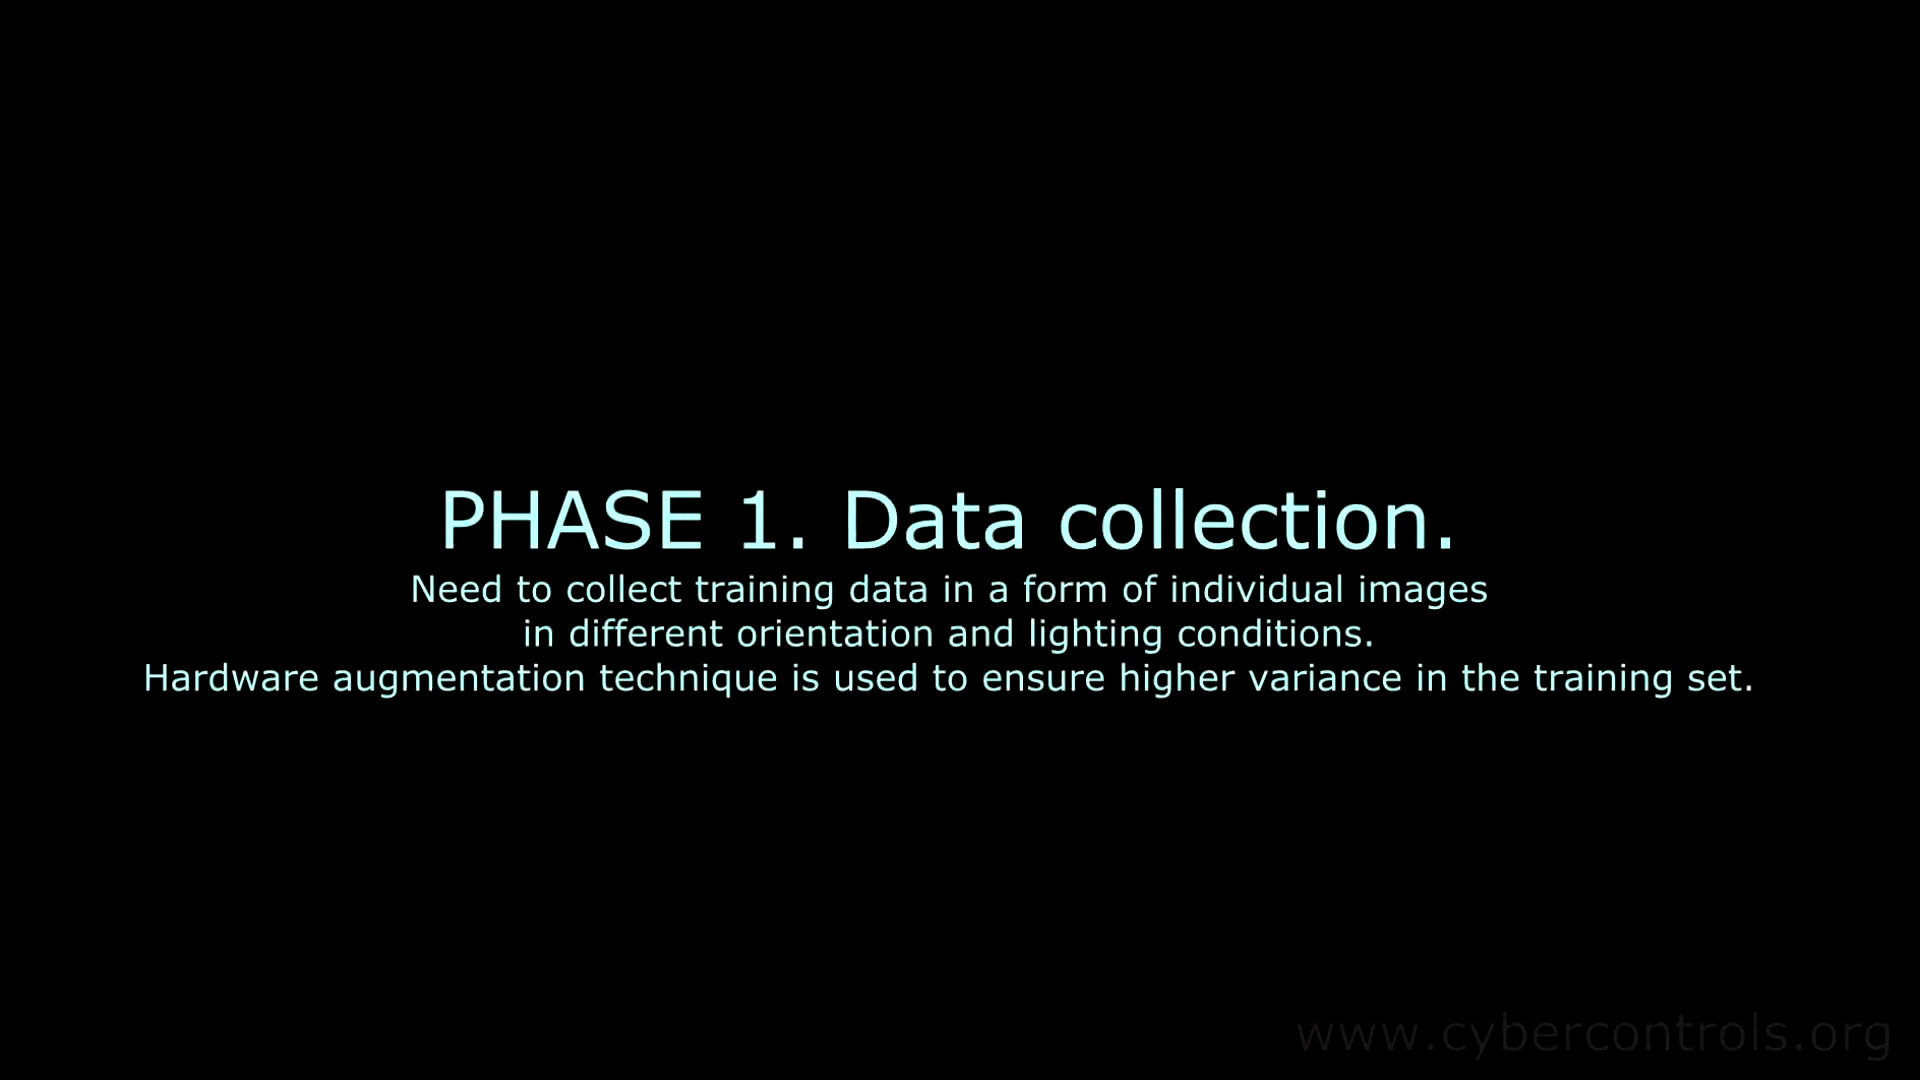 PHASE 1. Data collection.
Need to collect training data in a form of individual images
in different orientation and lighting conditions.
Hardware augmentation technique is used to ensure higher variance in the training set.
www.cybercontrols.org